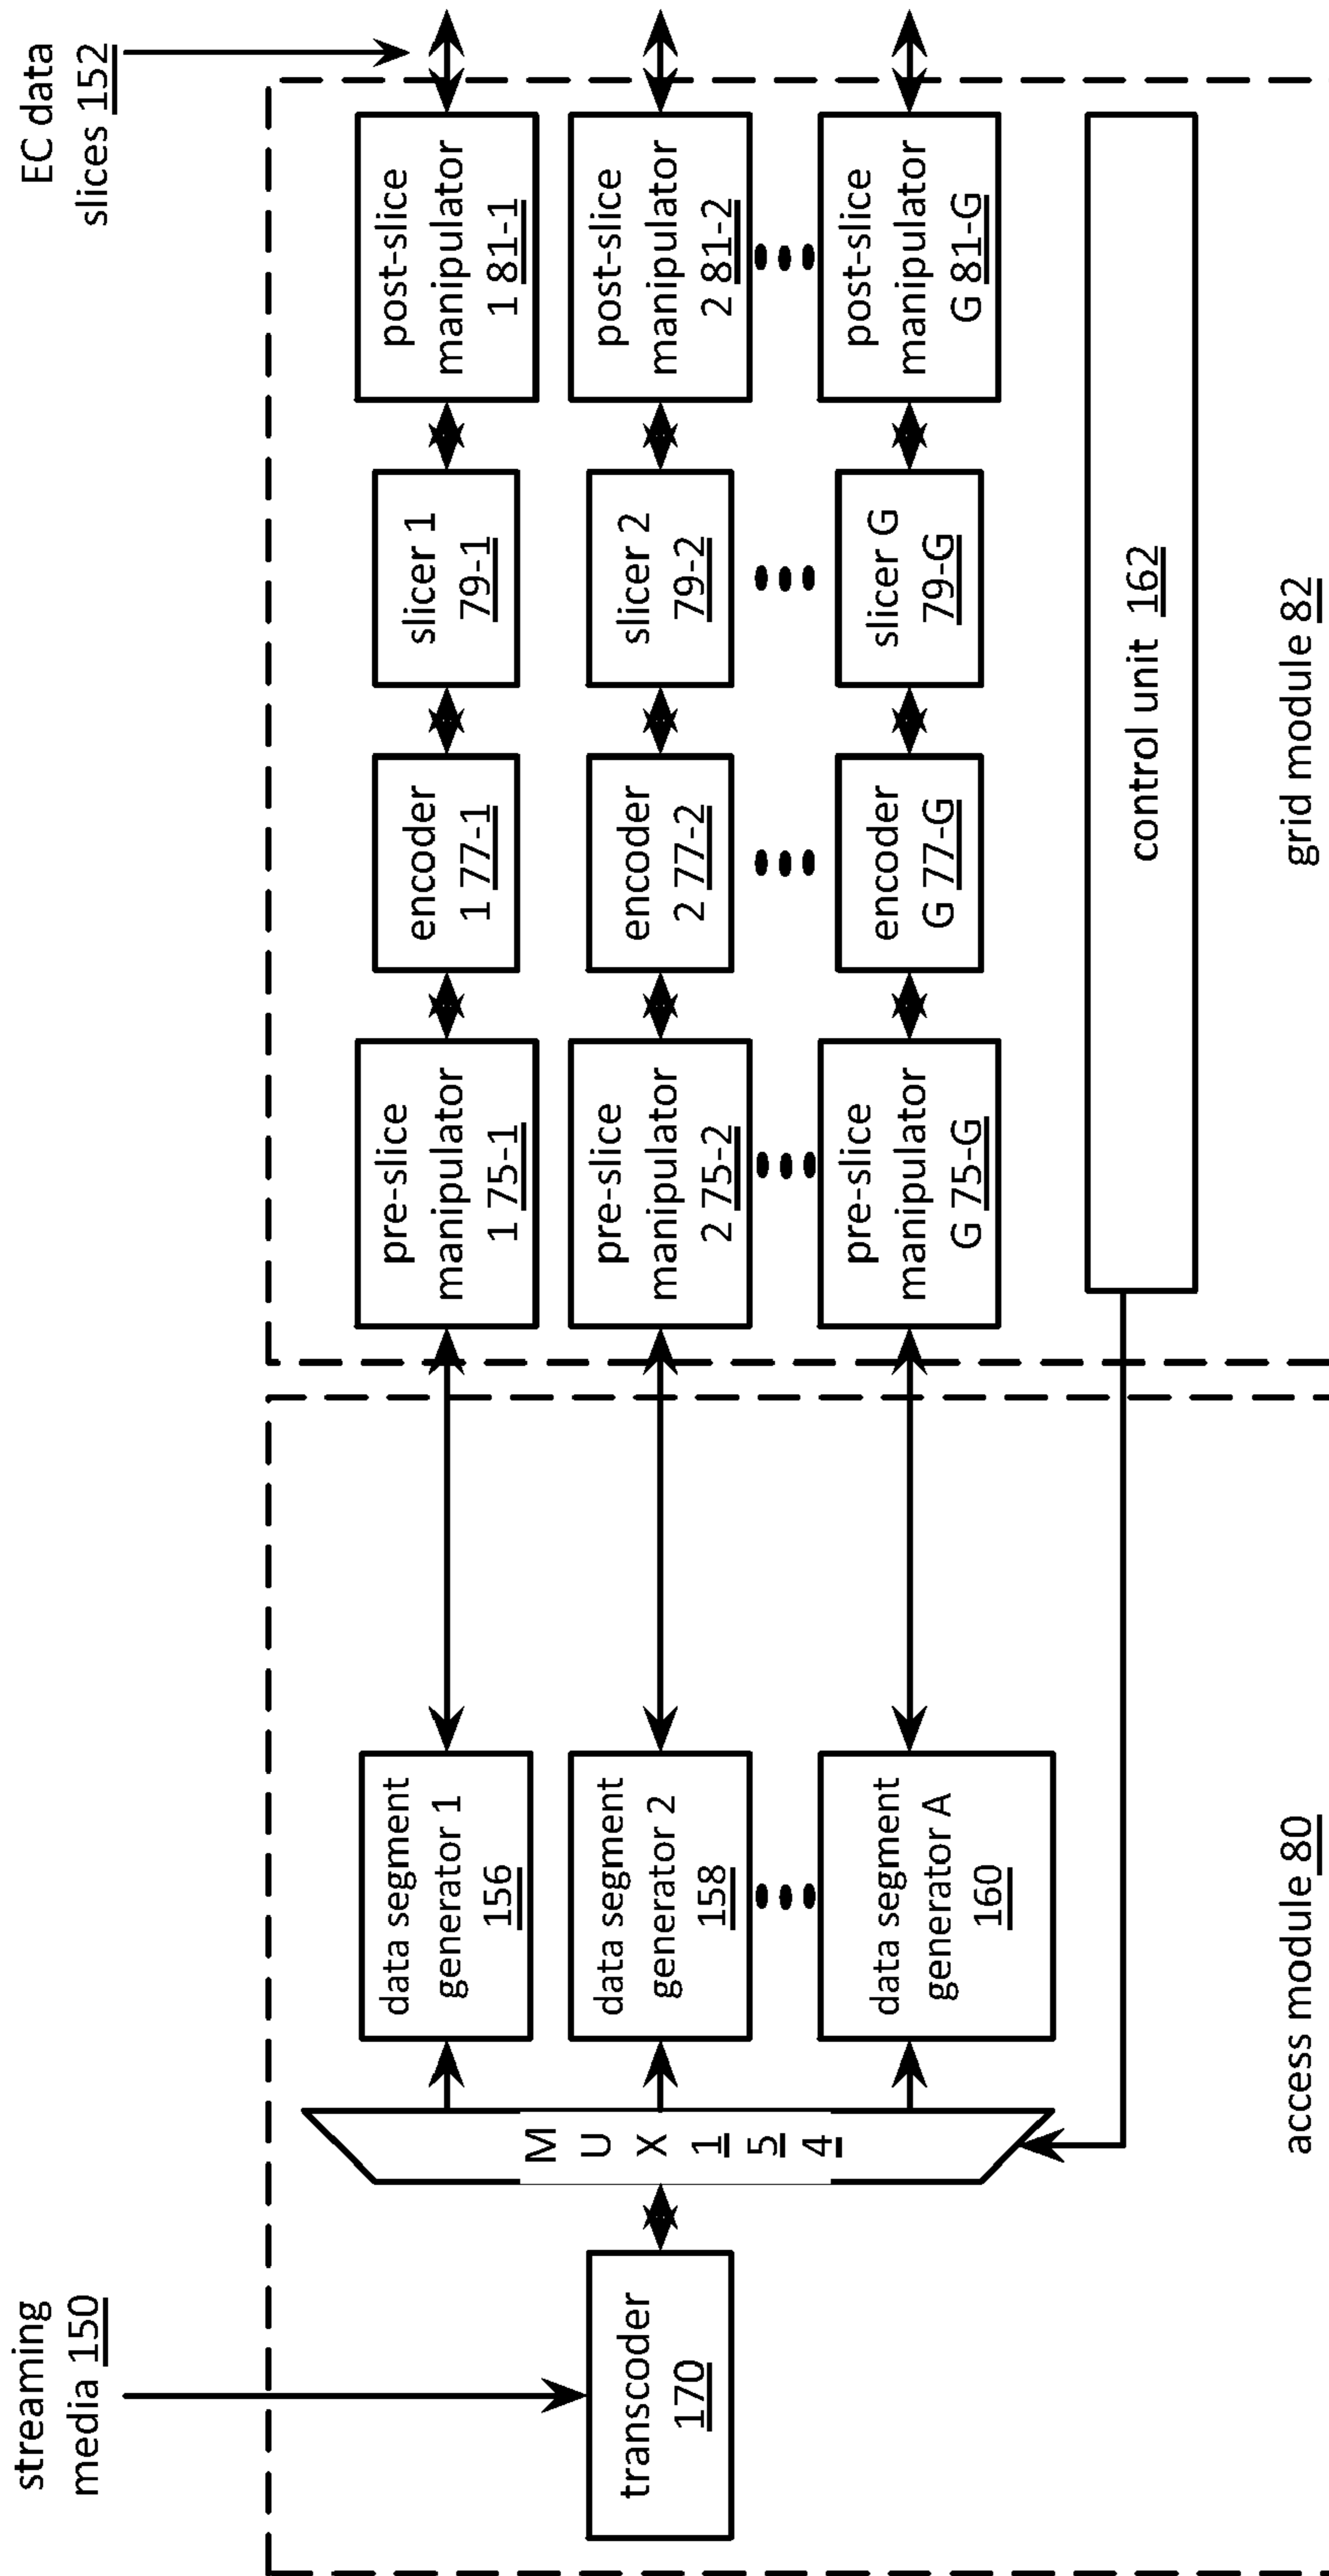 streaming
media 150
EC data
slices 152
transcoder
170
M
U
X
1
5
4
data segment
generator 1
156
pre-slice
manipulator
1 75-1
encoder
1 77-1
slicer 1
79-1
post-slice
manipulator
1 81-1
data segment
generator 2
158
pre-slice
manipulator
2 75-2
encoder
2 77-2
slicer 2
79-2
post-slice
manipulator
2 81-2
data segment
generator A
160
pre-slice
manipulator
G 75-G
encoder
G 77-G
slicer G
79-G
post-slice
manipulator
G 81-G
control unit 162
access module 80
grid module 82